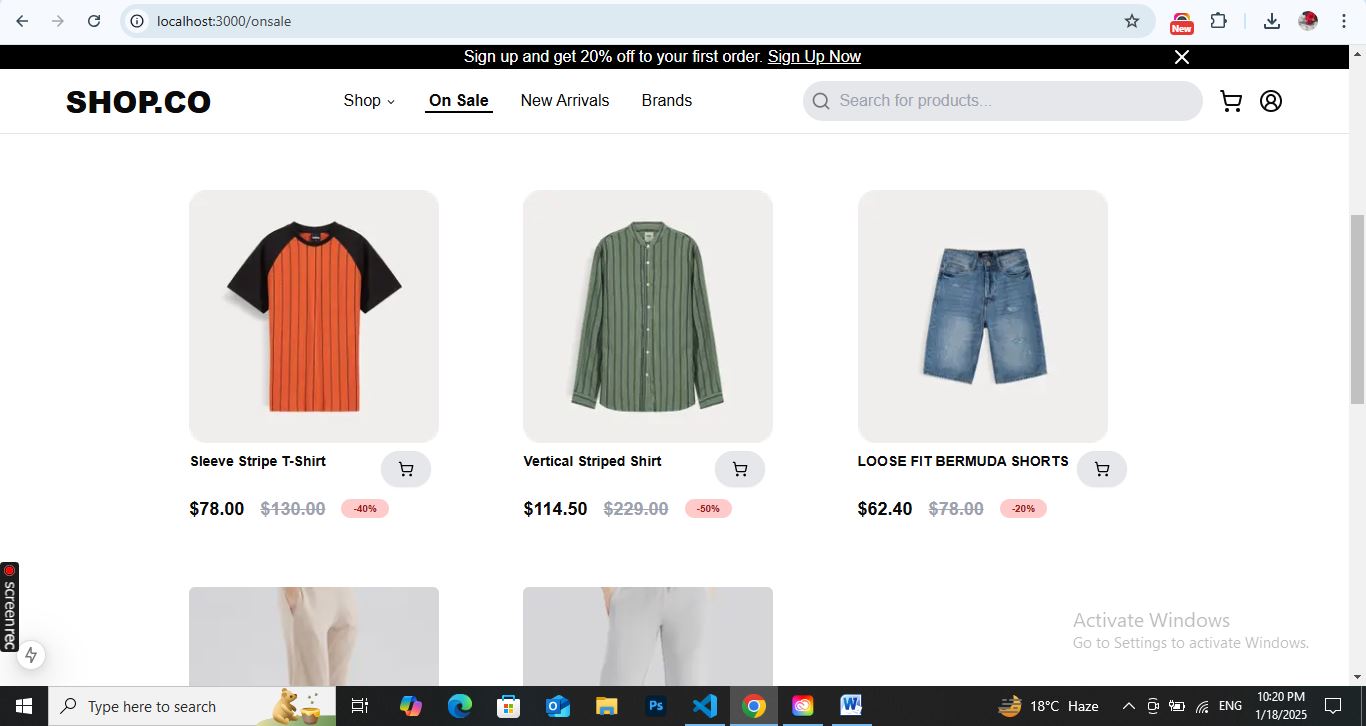 localhost:3000/onsale
New
Sign up and get 20% off to your first order. Sign Up Now
SHOP.CO
Shop
On Sale
New Arrivals
Brands
Search for products...
Sleeve Stripe T-Shirt
$78.00 $130.00 -40%
Vertical Striped Shirt
$114.50 $229.00 -50%
LOOSE FIT BERMUDA SHORTS
$62.40 $78.00 -20%
screen rec
Activate Windows
Go to Settings to activate Windows.
Type here to search
Ps
W
18°C Haze
ENG
10:20 PM
1/18/2025